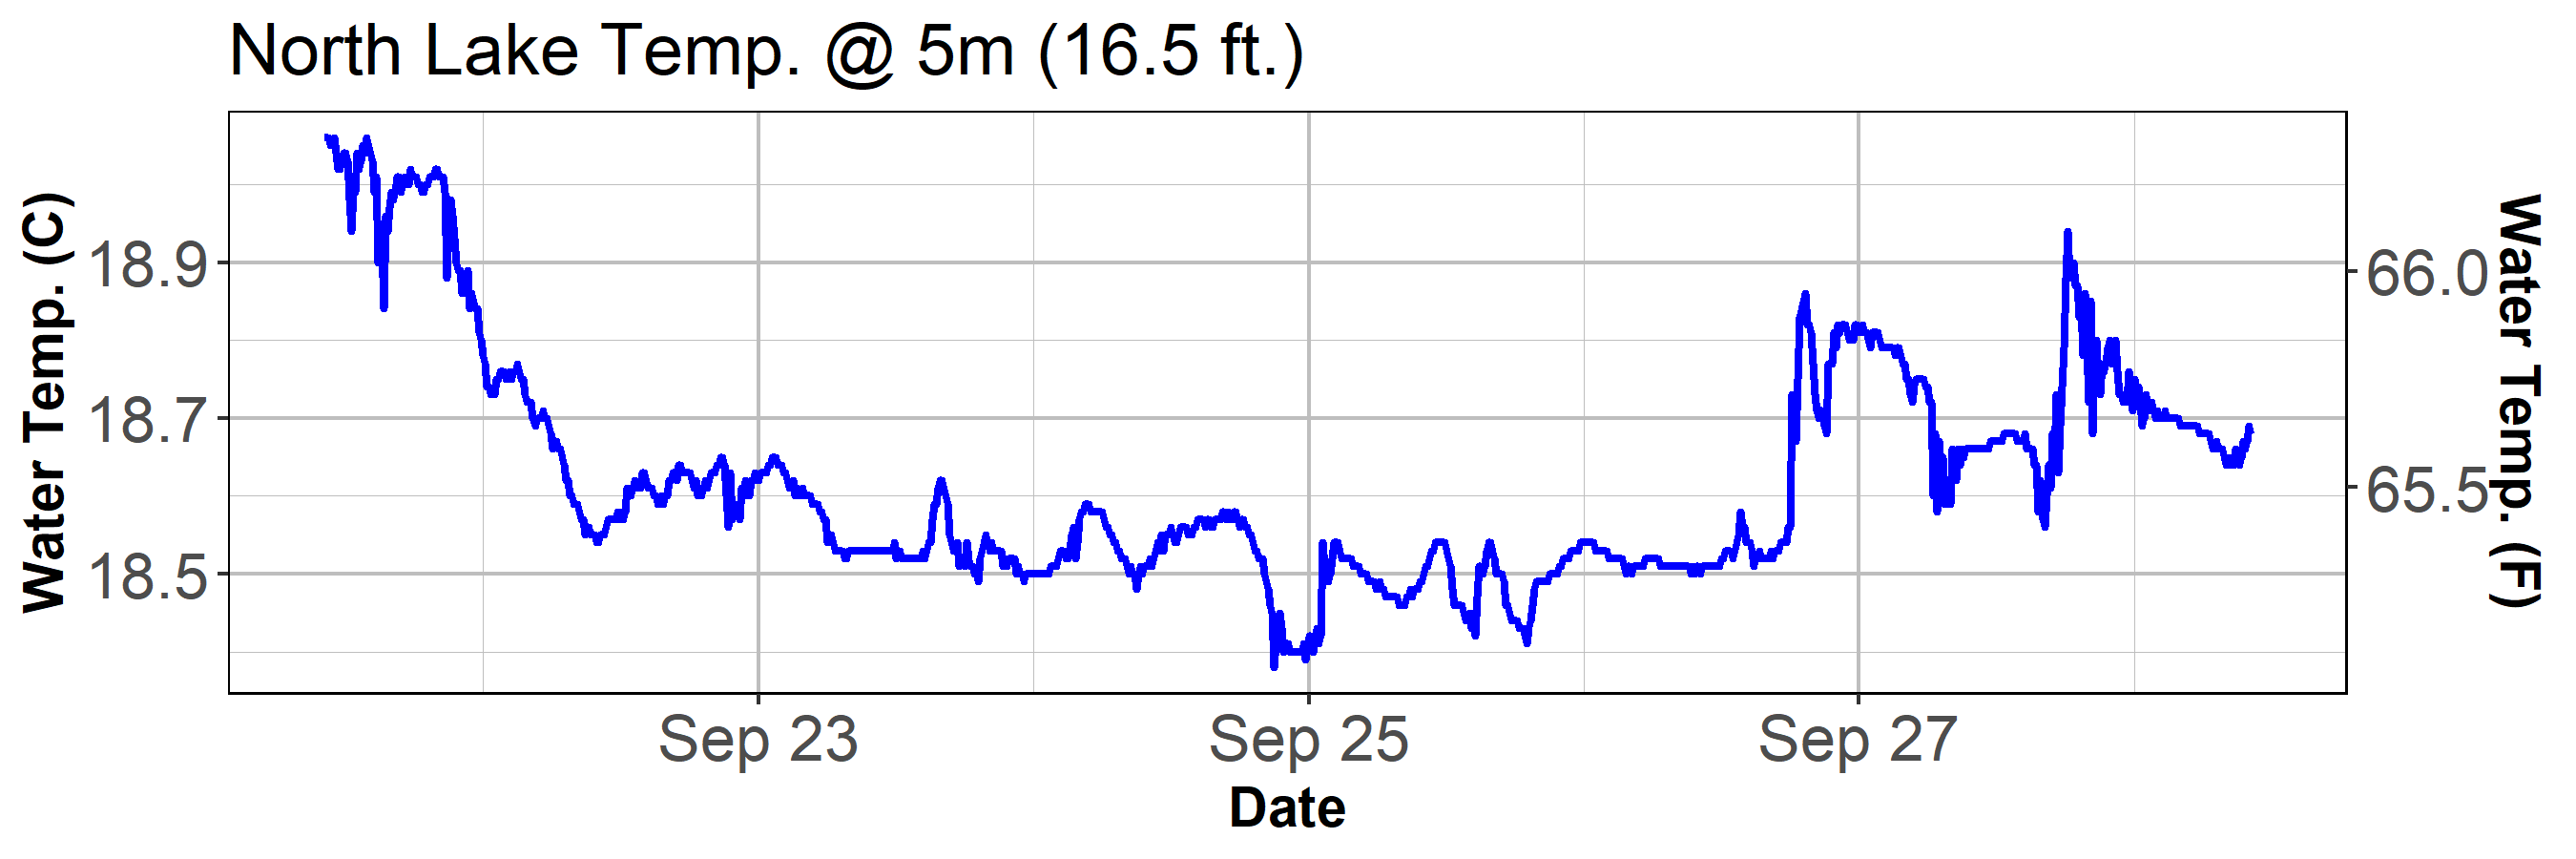 North Lake Temp. @ 5m (16.5 ft.)
Water Temp. (C)
18.9
18.7
18.5
66.0
65.5
Water Temp. (F)
Sep 23 Sep 25 Sep 27
Date